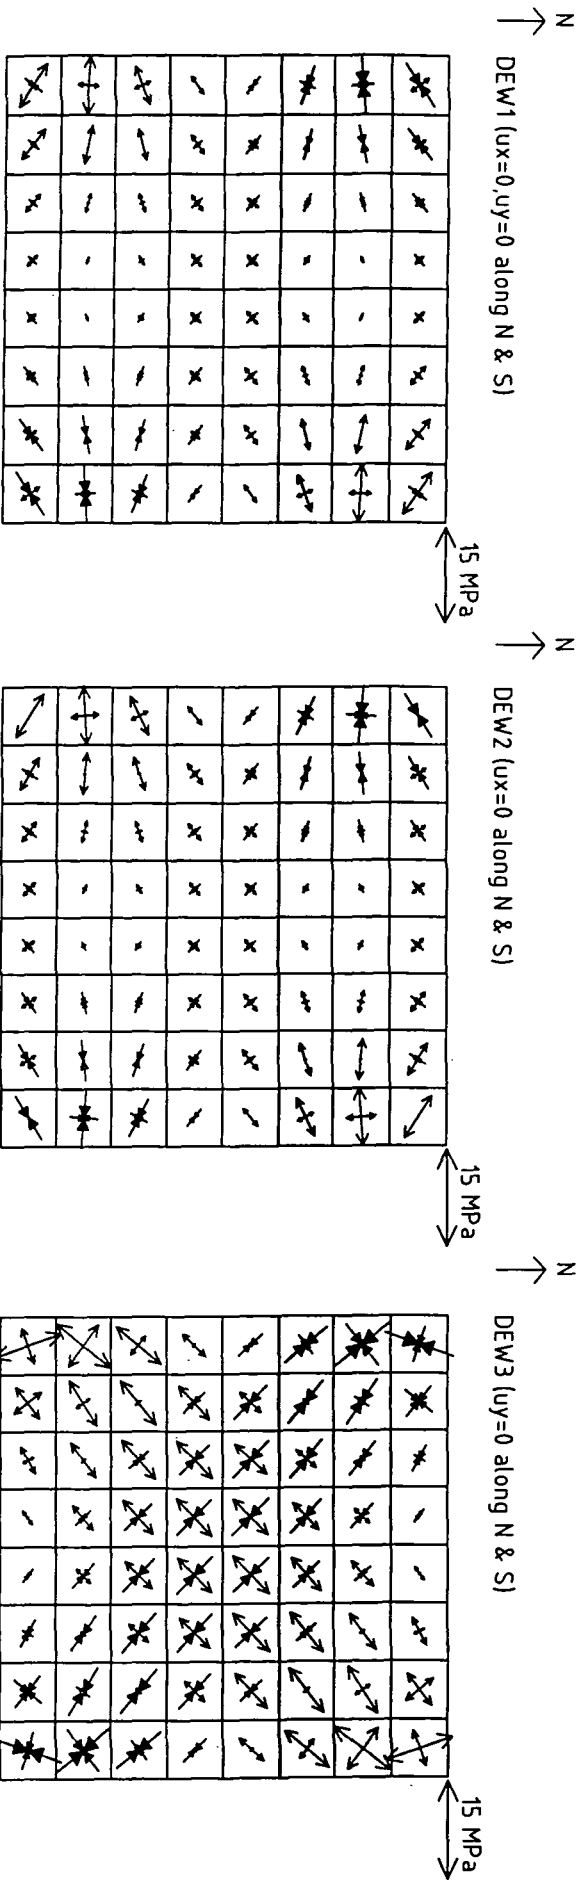 N
DEW1 (ux=0,uy=0 along N & S)
15 MPa
N
DEW2 (ux=0 along N & S)
15 MPa
N
DEW3 (uy=0 along N & S)
15 MPa